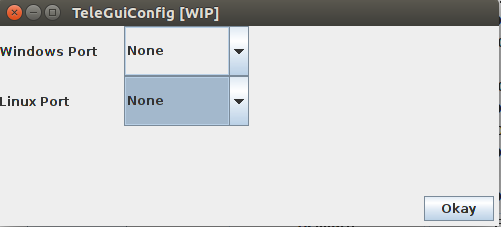 TeleGuiConfig [WIP]
Windows Port None
Linux Port None
Okay